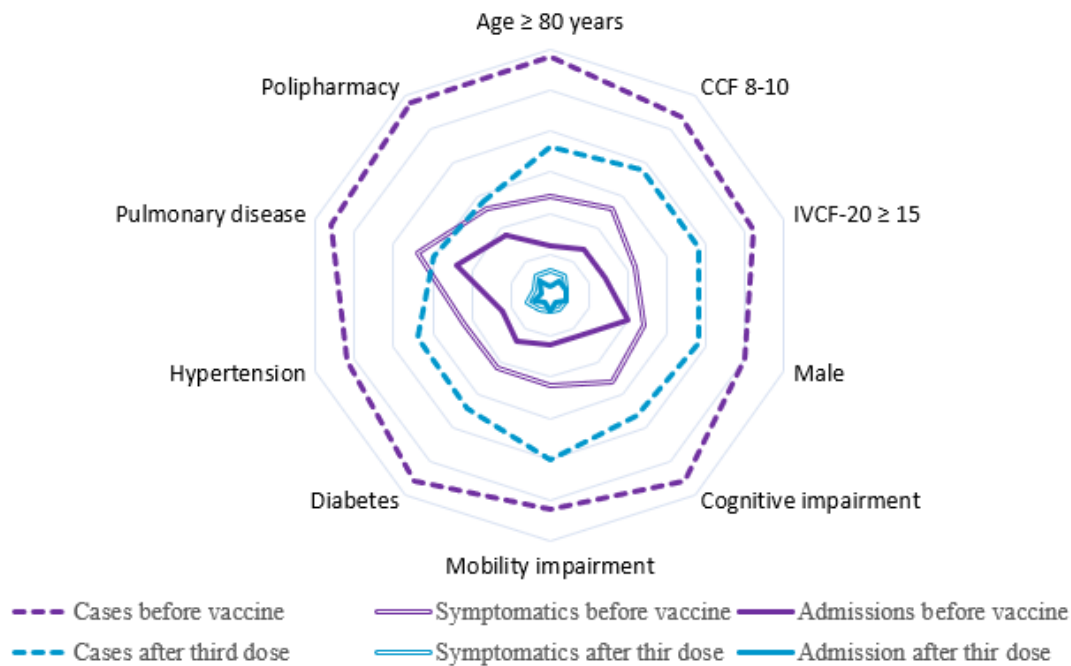 Age ≥ 80 years
Polipharmacy
CCF 8-10
Pulmonary disease
IVCF-20 ≥ 15
Hypertension
Male
Diabetes
Cognitive impairment
Mobility impairment
Cases before vaccine Symptomatics before vaccine Admissions before vaccine
Cases after third dose Symptomatics after thir dose Admission after thir dose